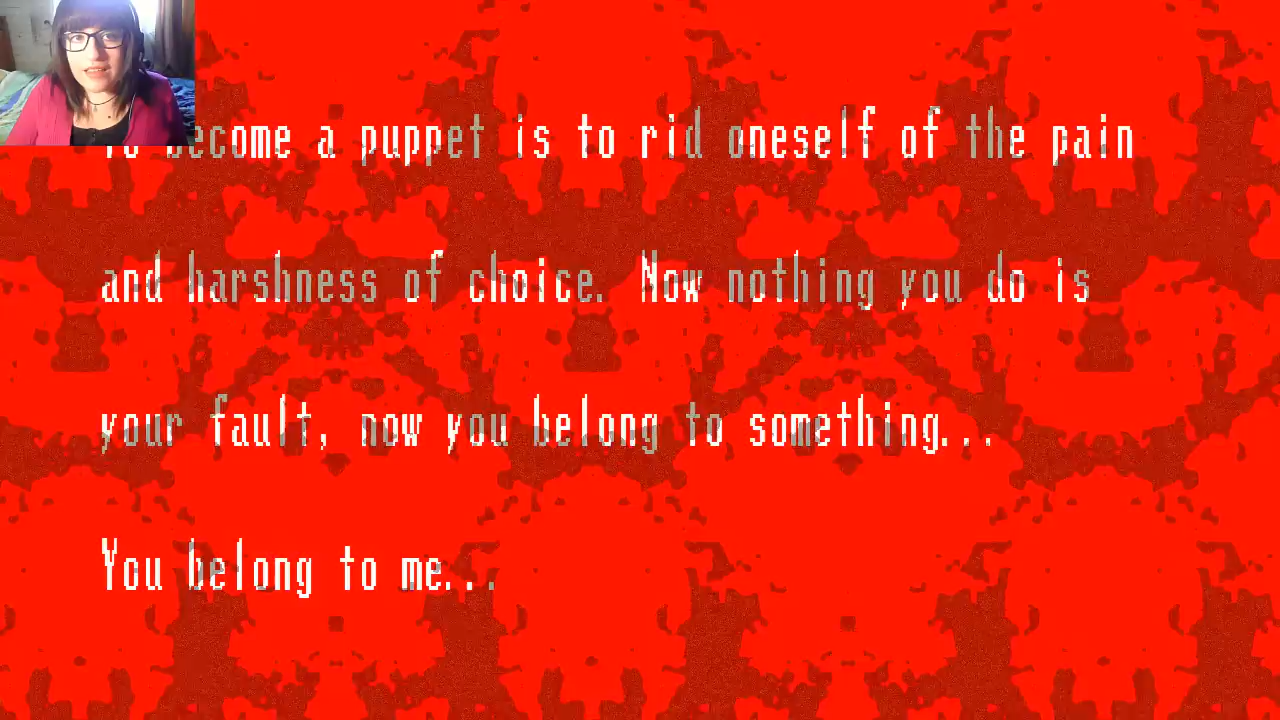 To become a puppet is to rid oneself of the pain
and harshness of choice. Now nothing you do is
your fault, now you belong to something...
You belong to me...